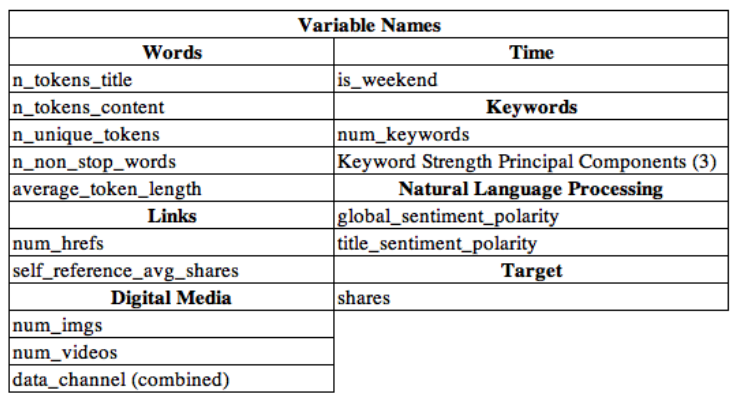 Variable Names
Words
Time
n_tokens_title
is_weekend
n_tokens_content
Keywords
n_unique_tokens
num_keywords
n_non_stop_words
Keyword Strength Principal Components (3)
average_token_length
Natural Language Processing
Links
global_sentiment_polarity
num_hrefs
title_sentiment_polarity
self_reference_avg_shares
Target
Digital Media
shares
num_imgs
num_videos
data_channel (combined)